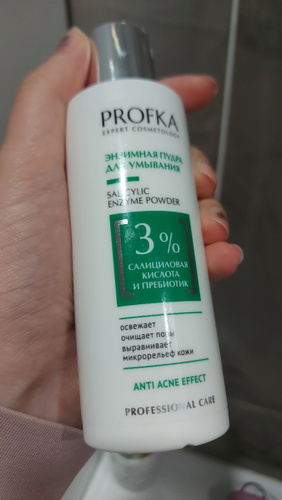 PROFKA
EXPERT COSMETOLOGY
ЭНЗИМНАЯ ПУДРА
ДЛЯ УМЫВАНИЯ
SALICYLIC
ENZYME POWDER
3%
САЛИЦИЛОВАЯ
КИСЛОТА
И ПРЕБИОТИК
освежает
очищает поры
выравнивает
микрорельеф кожи
ANTI ACNE EFFECT
PROFESSIONAL CARE